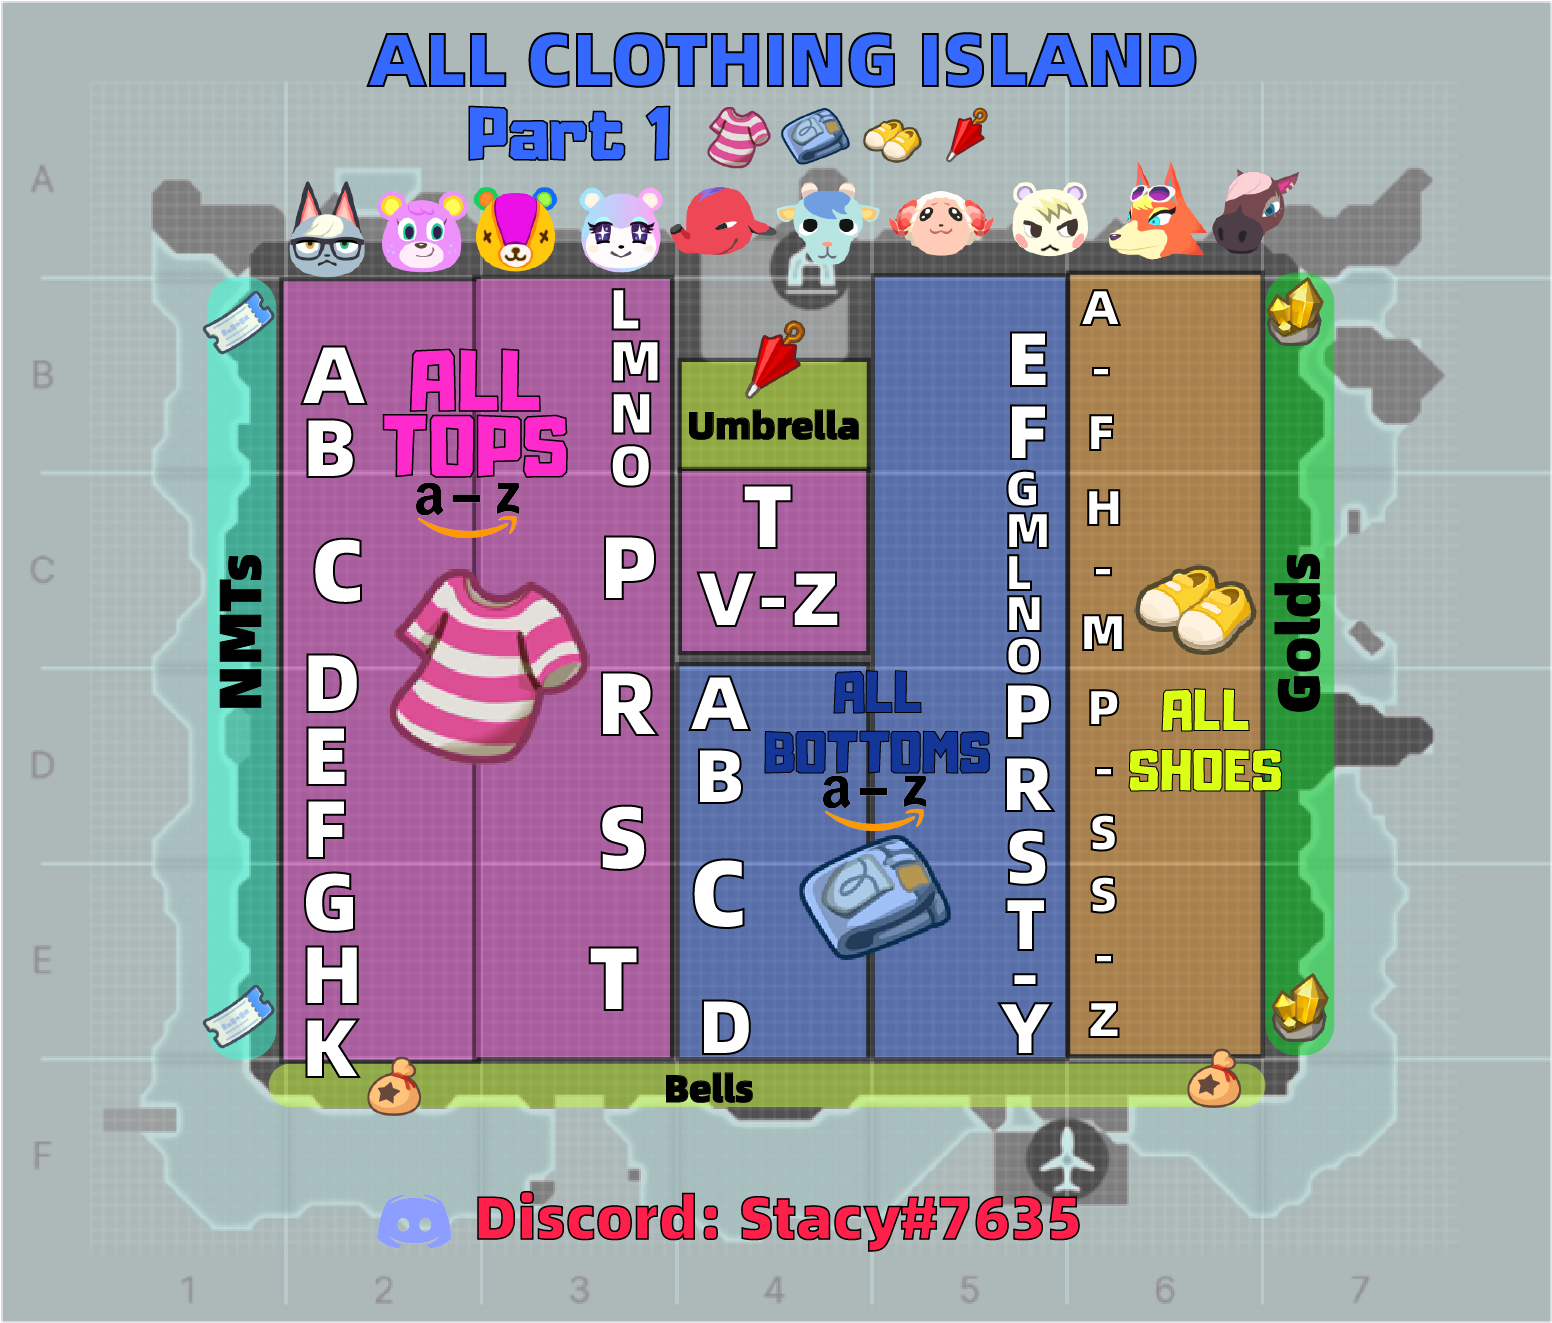 ALL CLOTHING ISLAND
Part 1
A
B
C
D
E
F
NMTs
A
B
C
D
E
F
G
H
K
ALL
TOPS
a - z
L
M
N
O
P
R
S
T
Umbrella
T
V-Z
A
B
C
D
ALL
BOTTOMS
a - z
E
F
G
M
L
N
O
P
R
S
T
-
Y
A
-
F
H
-
M
P
-
S
S
-
Z
ALL
SHOES
Golds
Bells
Discord: Stacy#7635
1 2 3 4 5 6 7